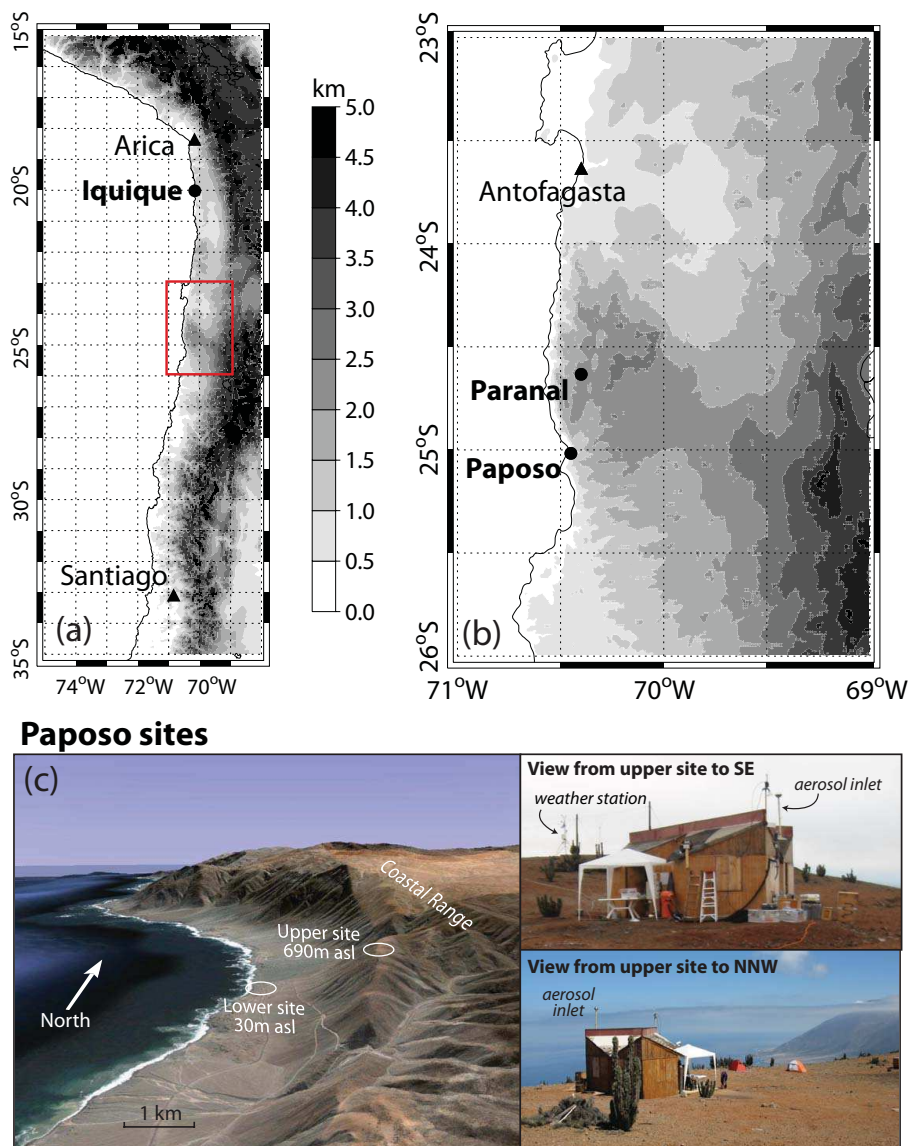 15°S
20°S
25°S
30°S
35°S
74°W
72°W
70°W
Arica
Iquique
Santiago
(a)
km
5.0
4.5
4.0
3.0
2.5
2.0
1.5
1.0
0.5
0.0
23°S
24°S
25°S
26°S
71°W
70°W
69°W
Antofagasta
Paranal
Paposo
(b)
Paposo sites
(c)
Coastal Range
Upper site
690m asl
Lower site
30m asl
North
1 km
View from upper site to SE
weather station
aerosol inlet
View from upper site to NNW
aerosol
inlet